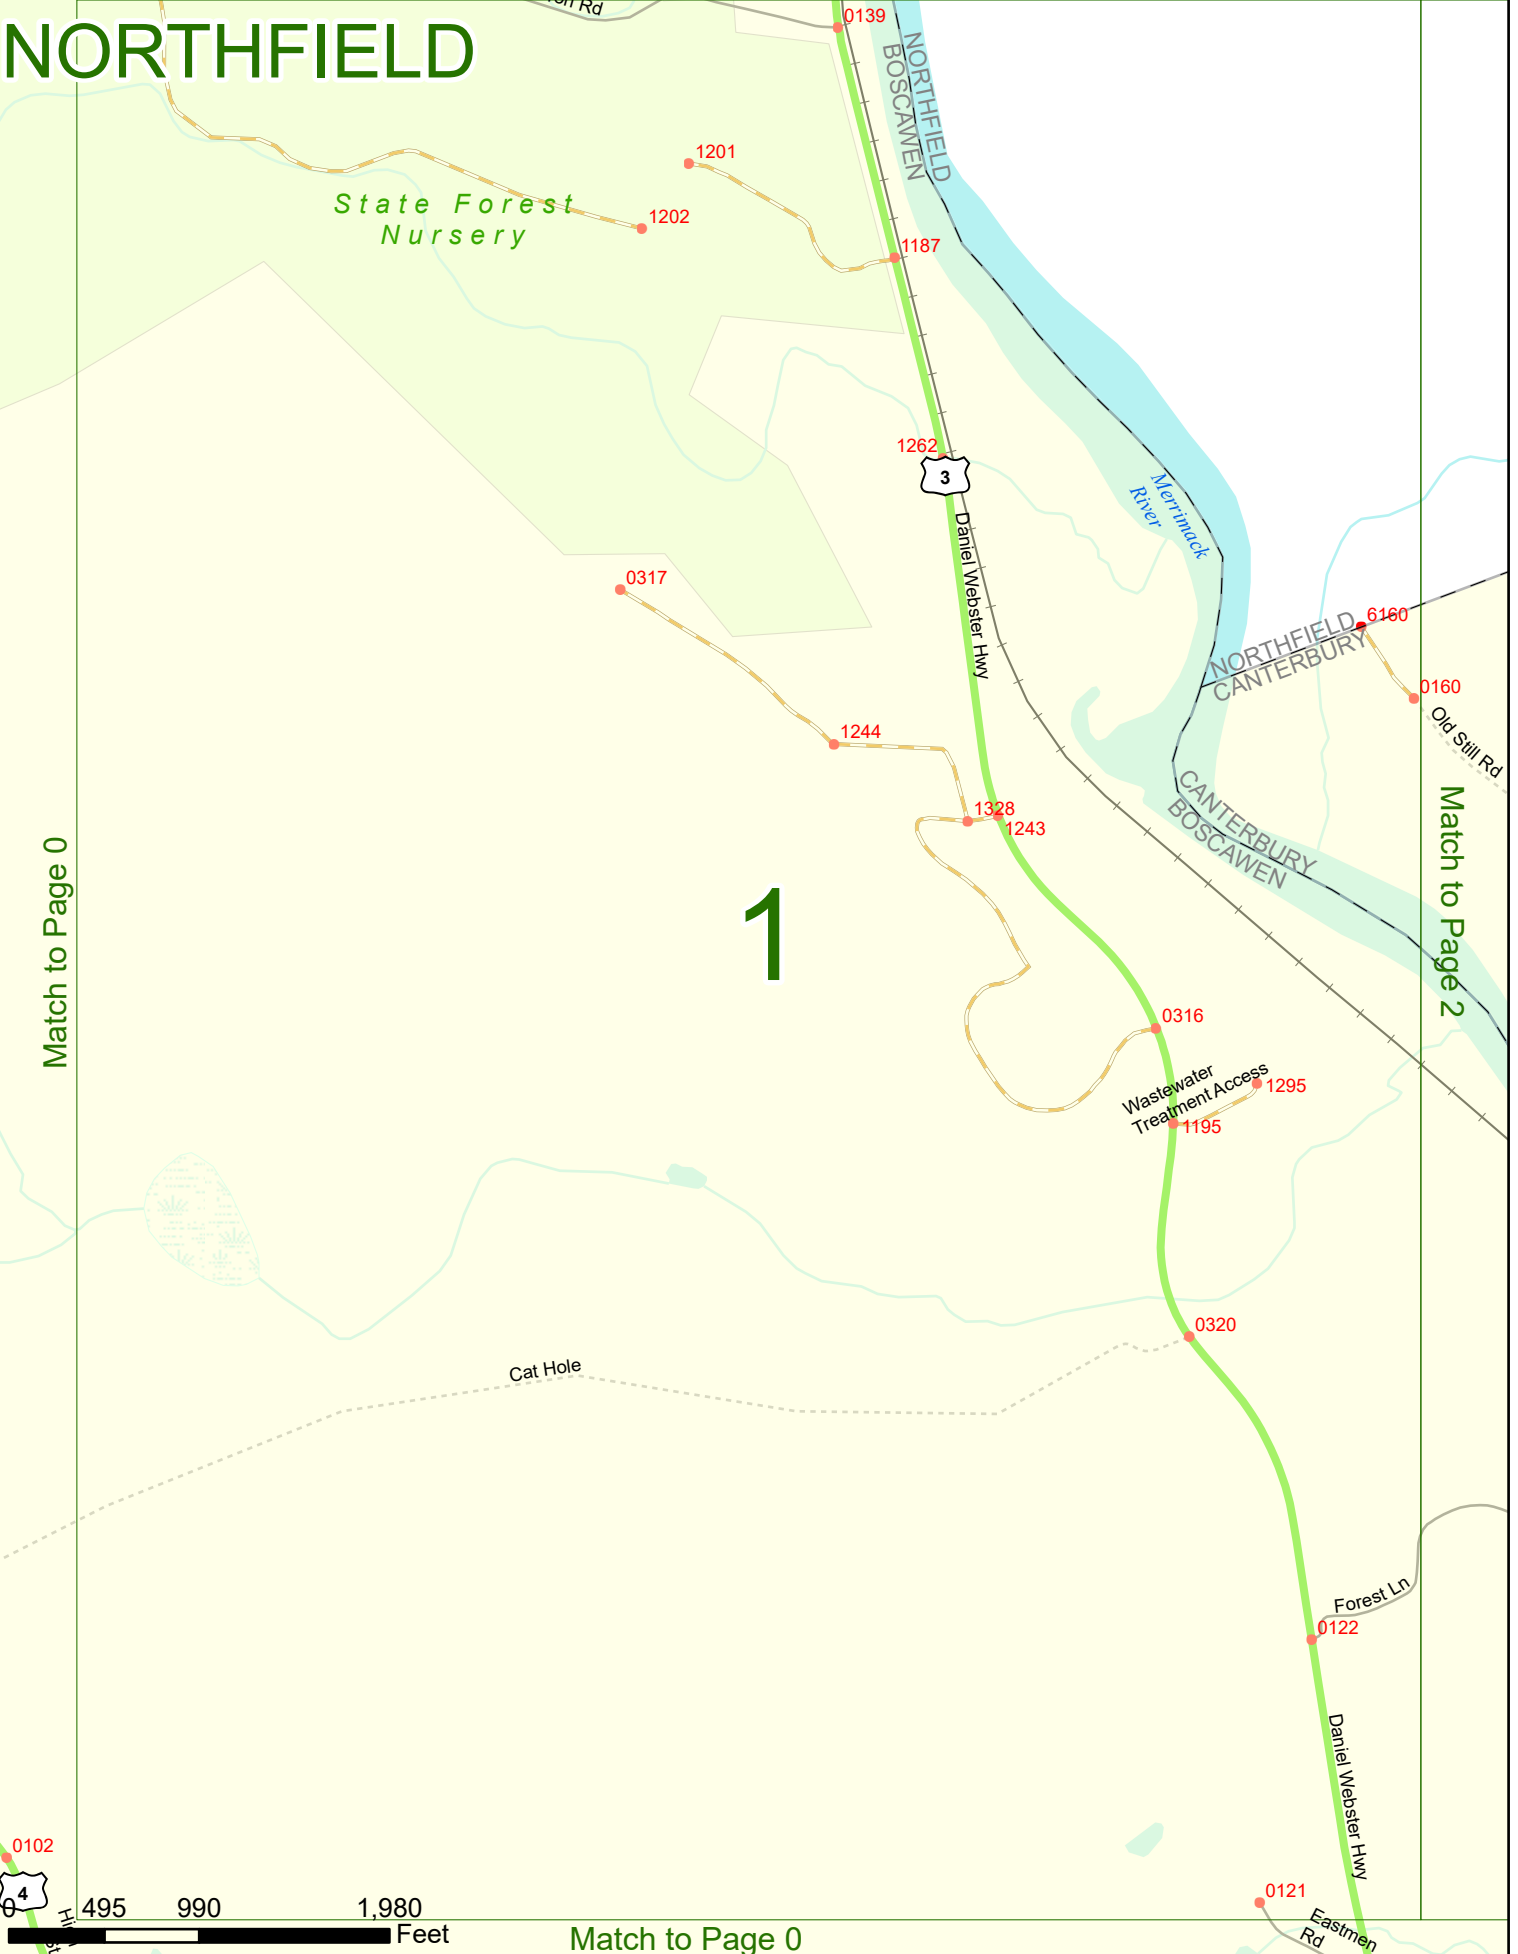 Rd
0139
NORTHFIELD
NORTHFIELD
BOSCAWEN
1201
State Forest
Nursery
1202
1187
1262
3
Merrimack
River
Daniel Webster Hwy
0317
6160
NORTHFIELD
CANTERBURY
0160
Old Still Rd
1244
CANTERBURY
BOSCAWEN
1328
1243
Match to Page 0
Match to Page 2
1
0316
Wastewater
Treatment Access
1295
1195
0320
Cat Hole
Forest Ln
0122
Daniel Webster Hwy
0102
4
0 495 990 1,980
Feet
0121
Eastmen
Rd
Match to Page 0